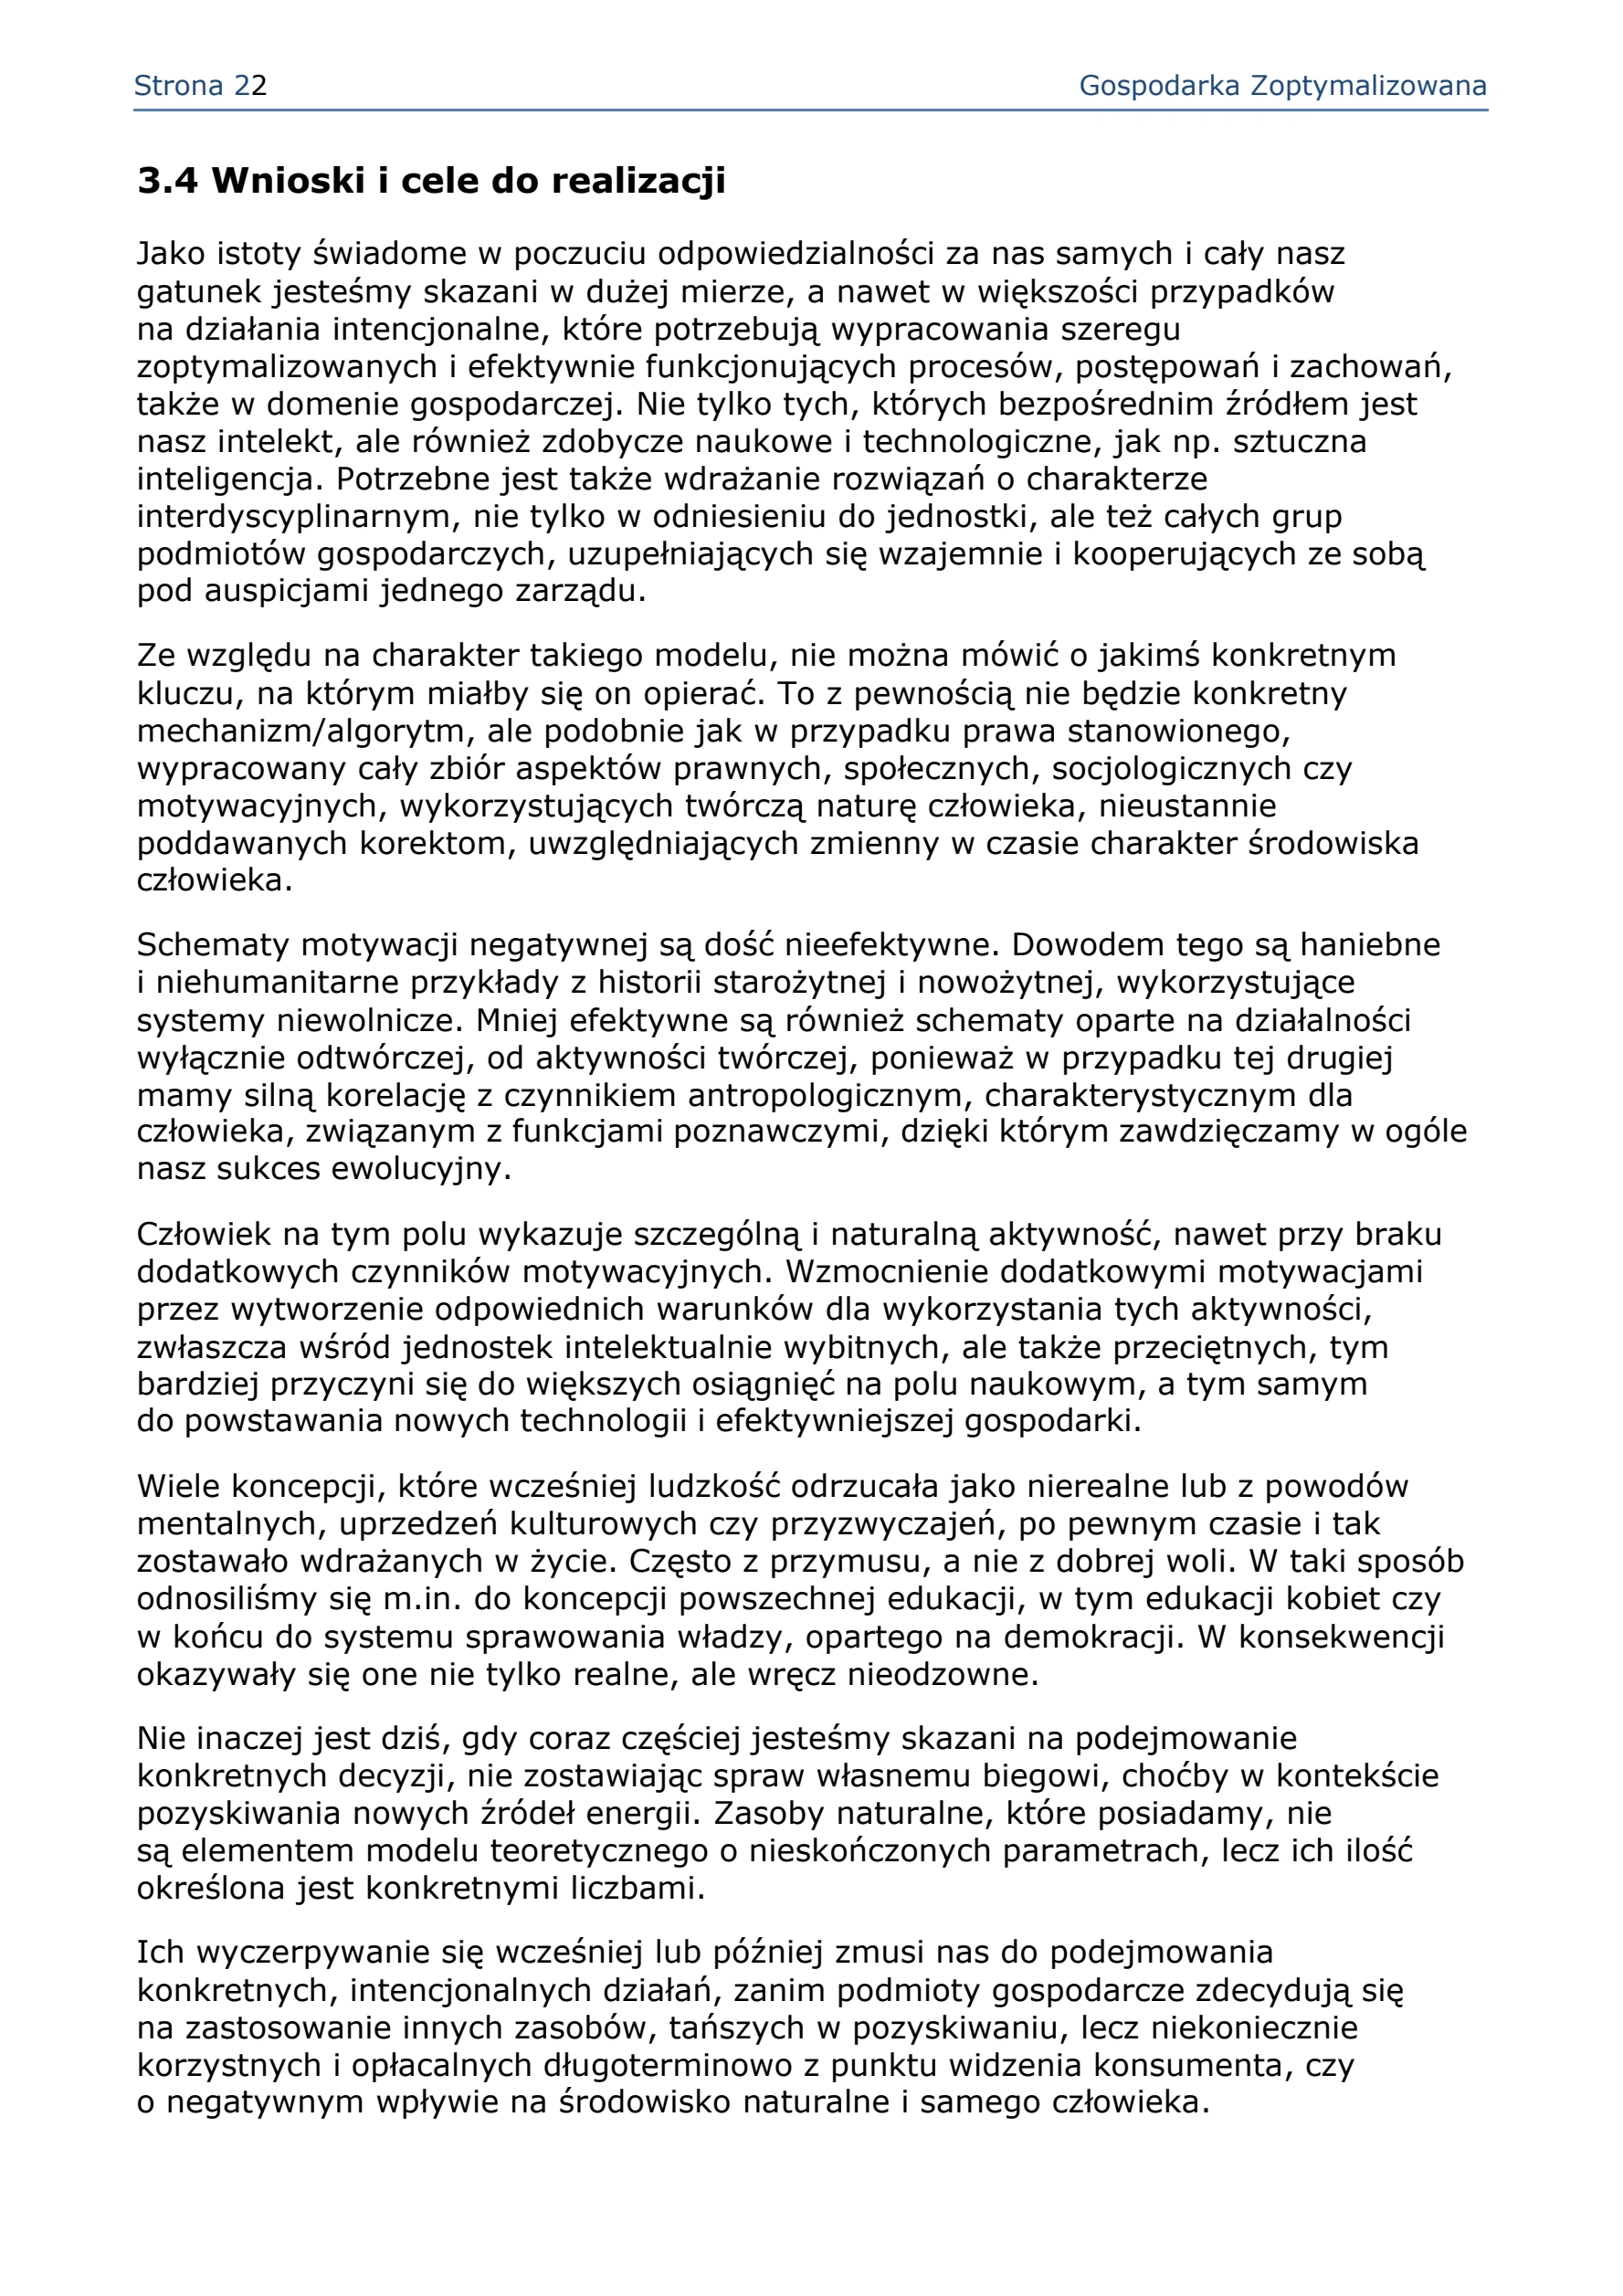 Strona 22
Gospodarka Zoptymalizowana
3.4 Wnioski i cele do realizacji
Jako istoty świadome w poczuciu odpowiedzialności za nas samych i cały nasz
gatunek jesteśmy skazani w dużej mierze, a nawet w większości przypadków
na działania intencjonalne, które potrzebują wypracowania szeregu
zoptymalizowanych i efektywnie funkcjonujących procesów, postępowań i zachowań,
także w domenie gospodarczej. Nie tylko tych, których bezpośrednim źródłem jest
nasz intelekt, ale również zdobycze naukowe i technologiczne, jak np. sztuczna
inteligencja. Potrzebne jest także wdrażanie rozwiązań o charakterze
interdyscyplinarnym, nie tylko w odniesieniu do jednostki, ale też całych grup
podmiotów gospodarczych, uzupełniających się wzajemnie i kooperujących ze sobą
pod auspicjami jednego zarządu.
Ze względu na charakter takiego modelu, nie można mówić o jakimś konkretnym
kluczu, na którym miałby się on opierać. To z pewnością nie będzie konkretny
mechanizm/algorytm, ale podobnie jak w przypadku prawa stanowionego,
wypracowany cały zbiór aspektów prawnych, społecznych, socjologicznych czy
motywacyjnych, wykorzystujących twórczą naturę człowieka, nieustannie
poddawanych korektom, uwzględniających zmienny w czasie charakter środowiska
człowieka.
Schematy motywacji negatywnej są dość nieefektywne. Dowodem tego są haniebne
i niehumanitarne przykłady z historii starożytnej i nowożytnej, wykorzystujące
systemy niewolnicze. Mniej efektywne są również schematy oparte na działalności
wyłącznie odtwórczej, od aktywności twórczej, ponieważ w przypadku tej drugiej
mamy silną korelację z czynnikiem antropologicznym, charakterystycznym dla
człowieka, związanym z funkcjami poznawczymi, dzięki którym zawdzięczamy w ogóle
nasz sukces ewolucyjny.
Człowiek na tym polu wykazuje szczególną i naturalną aktywność, nawet przy braku
dodatkowych czynników motywacyjnych. Wzmocnienie dodatkowymi motywacjami
przez wytworzenie odpowiednich warunków dla wykorzystania tych aktywności,
zwłaszcza wśród jednostek intelektualnie wybitnych, ale także przeciętnych, tym
bardziej przyczyni się do większych osiągnięć na polu naukowym, a tym samym
do powstawania nowych technologii i efektywniejszej gospodarki.
Wiele koncepcji, które wcześniej ludzkość odrzucała jako nierealne lub z powodów
mentalnych, uprzedzeń kulturowych czy przyzwyczajeń, po pewnym czasie i tak
zostawało wdrażanych w życie. Często z przymusu, a nie z dobrej woli. W taki sposób
odnosiliśmy się m.in. do koncepcji powszechnej edukacji, w tym edukacji kobiet czy
w końcu do systemu sprawowania władzy, opartego na demokracji. W konsekwencji
okazywały się one nie tylko realne, ale wręcz nieodzowne.
Nie inaczej jest dziś, gdy coraz częściej jesteśmy skazani na podejmowanie
konkretnych decyzji, nie zostawiając spraw własnemu biegowi, choćby w kontekście
pozyskiwania nowych źródeł energii. Zasoby naturalne, które posiadamy, nie
są elementem modelu teoretycznego o nieskończonych parametrach, lecz ich ilość
określona jest konkretnymi liczbami.
Ich wyczerpywanie się wcześniej lub później zmusi nas do podejmowania
konkretnych, intencjonalnych działań, zanim podmioty gospodarcze zdecydują się
na zastosowanie innych zasobów, tańszych w pozyskiwaniu, lecz niekoniecznie
korzystnych i opłacalnych długoterminowo z punktu widzenia konsumenta, czy
o negatywnym wpływie na środowisko naturalne i samego człowieka.